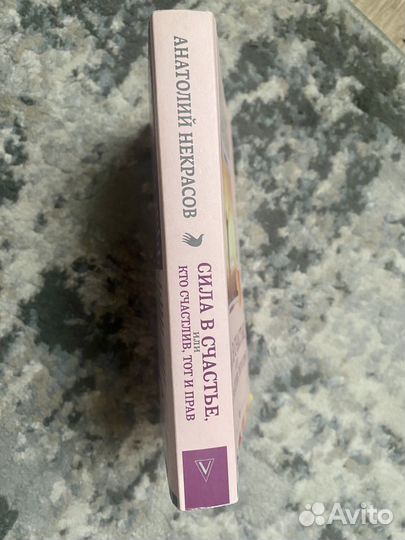 АНАТОЛИЙ НЕКРАСОВ
СИЛА В СЧАСТЬЕ,
ИЛИ
КТО СЧАСТЛИВ, ТОТ И ПРАВ
Avito